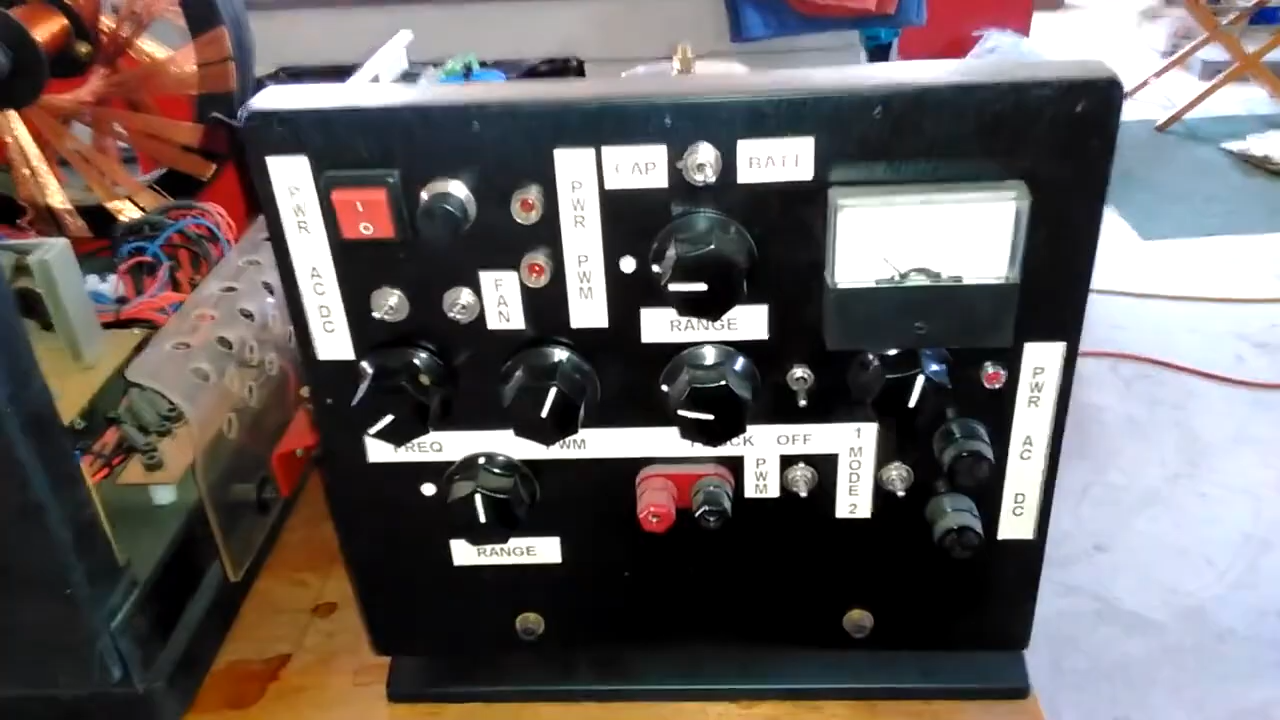 PWR AC DC
I
O
FAN
PWR PWM
CAP
BATT
RANGE
FREQ
PWM
OFF
PWM
1 MODE 2
RANGE
PWR AC DC